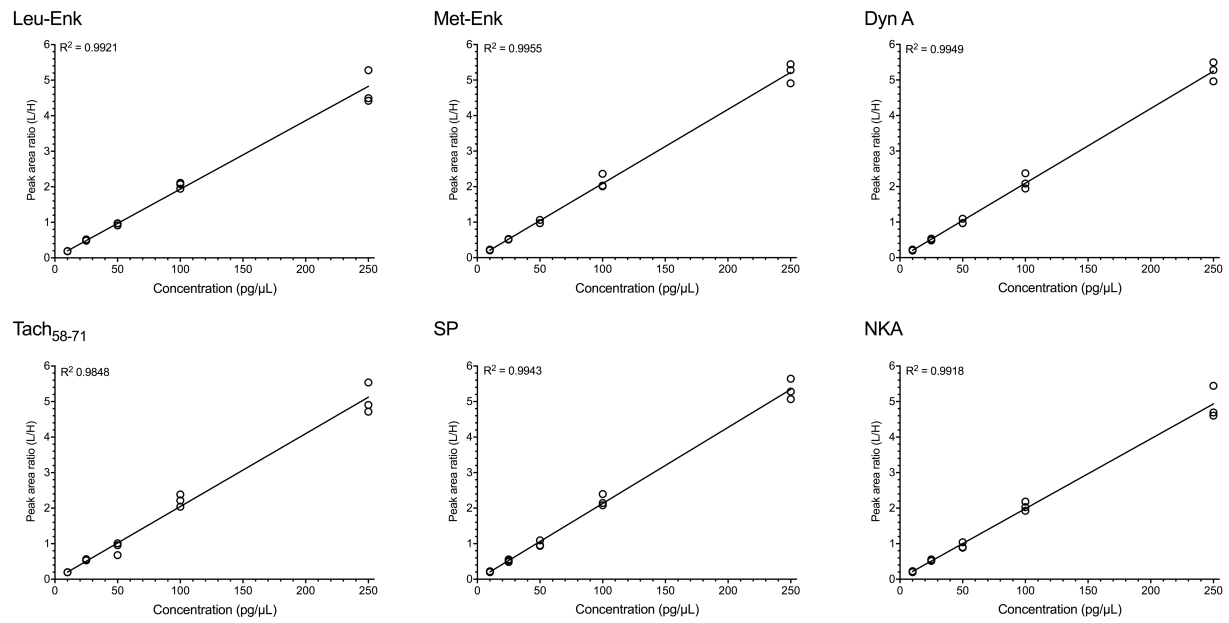 Leu-Enk
R² = 0.9921
6
5
4
3
2
1
0
Peak area ratio (L/H)
0 50 100 150 200 250
Concentration (pg/µL)
Met-Enk
R² = 0.9955
6
5
4
3
2
1
0
Peak area ratio (L/H)
0 50 100 150 200 250
Concentration (pg/µL)
Dyn A
R² = 0.9949
6
5
4
3
2
1
0
Peak area ratio (L/H)
0 50 100 150 200 250
Concentration (pg/µL)
Tach58-71
R² 0.9848
6
5
4
3
2
1
0
Peak area ratio (L/H)
0 50 100 150 200 250
Concentration (pg/µL)
SP
R² = 0.9943
6
5
4
3
2
1
0
Peak area ratio (L/H)
0 50 100 150 200 250
Concentration (pg/µL)
NKA
R² = 0.9918
6
5
4
3
2
1
0
Peak area ratio (L/H)
0 50 100 150 200 250
Concentration (pg/µL)